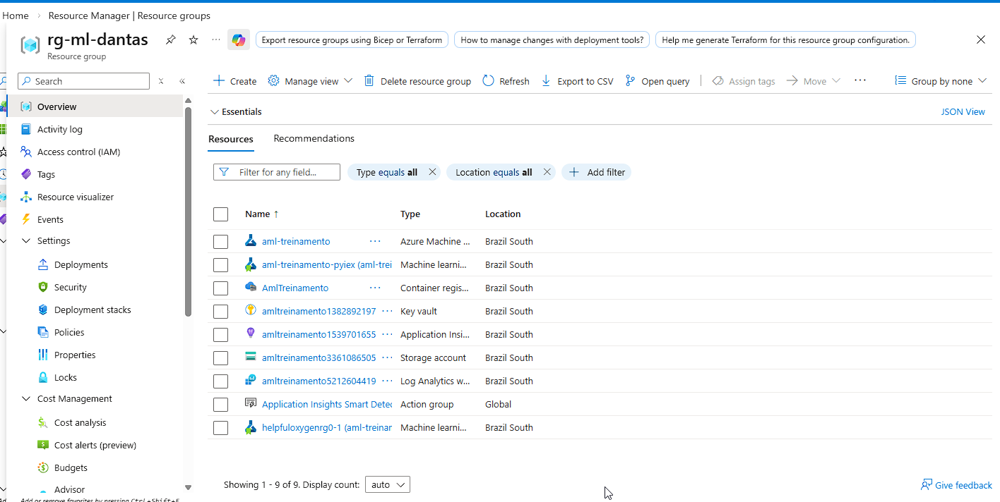 Home > Resource Manager | Resource groups
rg-ml-dantas
Resource group
Export resource groups using Bicep or Terraform
How to manage changes with deployment tools?
Help me generate Terraform for this resource group configuration.
Search
Create
Manage view
Delete resource group
Refresh
Export to CSV
Open query
Assign tags
Move
Group by none
Overview
Activity log
Access control (IAM)
Tags
Resource visualizer
Events
Settings
Deployments
Security
Deployment stacks
Policies
Properties
Locks
Cost Management
Cost analysis
Cost alerts (preview)
Budgets
Advisor
Add or remove favorites by pressing Ctrl+Shift+F
Essentials
JSON View
Resources Recommendations
Filter for any field...
Type equals all
Location equals all
Add filter
Name ↑ Type Location
aml-treinamento ... Azure Machine ... Brazil South
aml-treinamento-pyiex (aml-trei Machine learni... Brazil South
AmlTreinamento ... Container regis... Brazil South
amltreinamento1382892197 ... Key vault Brazil South
amltreinamento1539701655 ... Application Insi... Brazil South
amltreinamento3361086505 ... Storage account Brazil South
amltreinamento5212604419 ... Log Analytics w... Brazil South
Application Insights Smart Detec Action group Global
helpfuloxygenrg0-1 (aml-treinar Machine learni... Brazil South
Showing 1 - 9 of 9. Display count: auto
Give feedback